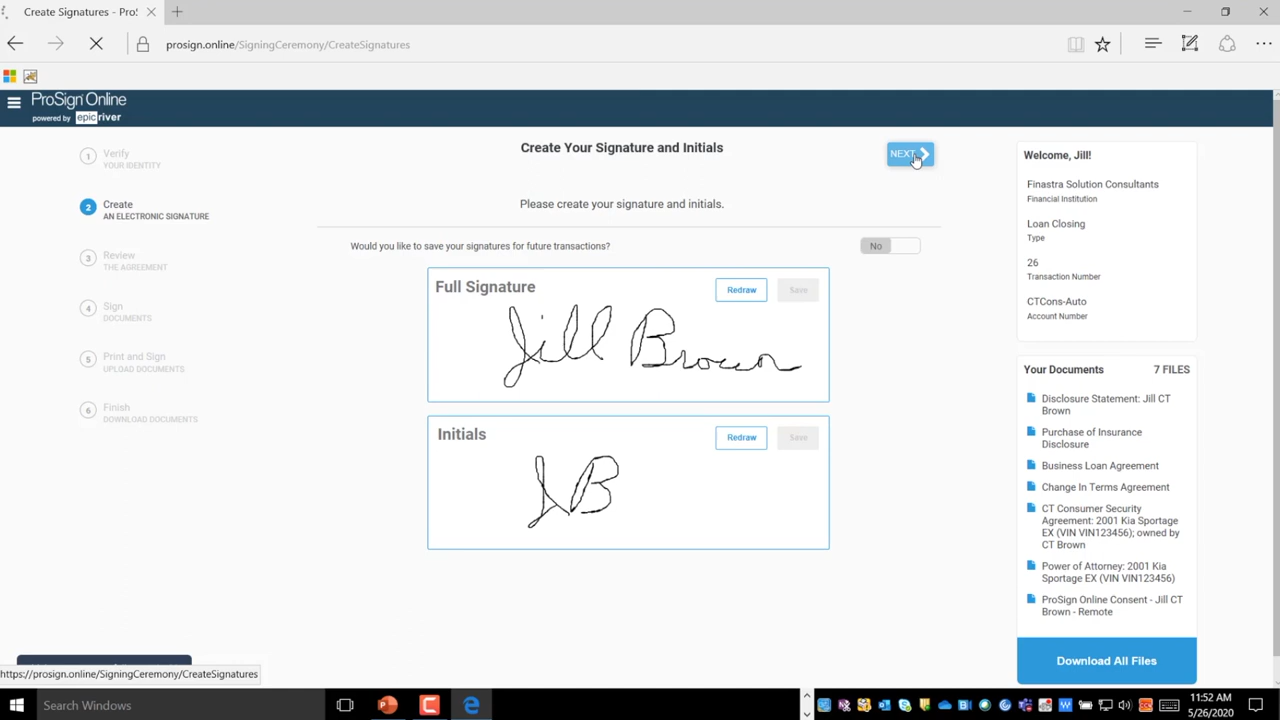 Create Signatures - Pro!
prosign.online/SigningCeremony/CreateSignatures
ProSign Online
powered by epic river
Create Your Signature and Initials
NEXT
Please create your signature and initials.
Would you like to save your signatures for future transactions?
No
1
Verify
YOUR IDENTITY
2
Create
AN ELECTRONIC SIGNATURE
3
Review
THE AGREEMENT
4
Sign
DOCUMENTS
5
Print and Sign
UPLOAD DOCUMENTS
6
Finish
DOWNLOAD DOCUMENTS
Full Signature
Redraw
Save
Jill Brown
Initials
Redraw
Save
JB
Welcome, Jill!
Finastra Solution Consultants
Financial Institution
Loan Closing
Type
26
Transaction Number
CTCons-Auto
Account Number
Your Documents 7 FILES
Disclosure Statement: Jill CT
Brown
Purchase of Insurance
Disclosure
Business Loan Agreement
Change In Terms Agreement
CT Consumer Security
Agreement: 2001 Kia Sportage
EX (VIN VIN123456); owned by
CT Brown
Power of Attorney: 2001 Kia
Sportage EX (VIN VIN123456)
ProSign Online Consent - Jill CT
Brown - Remote
Download All Files
https://prosign.online/SigningCeremony/CreateSignatures
Search Windows
11:52 AM
5/26/2020